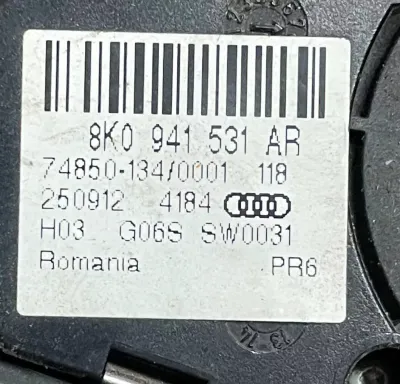 8K0 941 531 AR
74850-134/0001 118
250912 4184
H03 G06S SW0031
Romania PR6